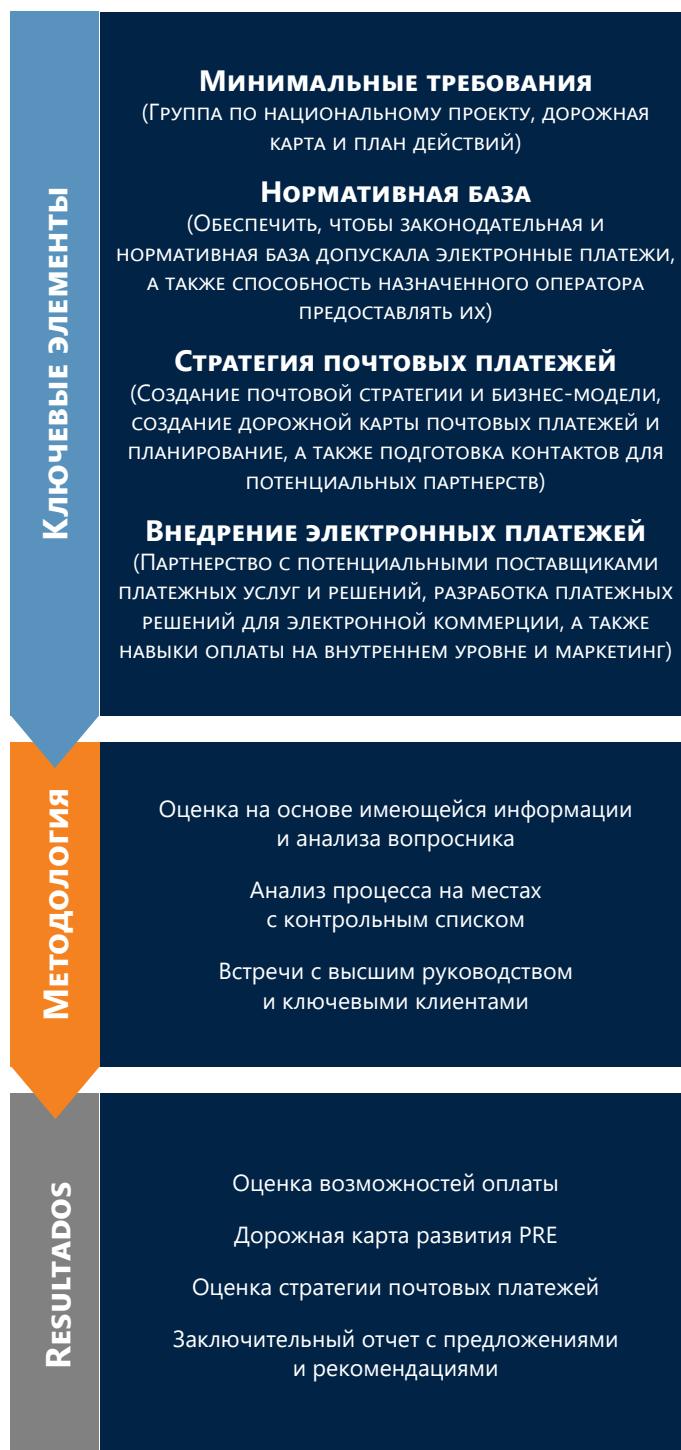 Ключевые элементы
Минимальные требования
(Группа по национальному проекту, дорожная
карта и план действий)
Нормативная база
(Обеспечить, чтобы законодательная и
нормативная база допускала электронные платежи,
а также способность назначенного оператора
предоставлять их)
Стратегия почтовых платежей
(Создание почтовой стратегии и бизнес-модели,
создание дорожной карты почтовых платежей и
планирование, а также подготовка контактов для
потенциальных партнерств)
Внедрение электронных платежей
(Партнерство с потенциальными поставщиками
платежных услуг и решений, разработка платежных
решений для электронной коммерции, а также
навыки оплаты на внутреннем уровне и маркетинг)
Методология
Оценка на основе имеющейся информации
и анализа вопросника
Анализ процесса на местах
с контрольным списком
Встречи с высшим руководством
и ключевыми клиентами
Resultados
Оценка возможностей оплаты
Дорожная карта развития PRE
Оценка стратегии почтовых платежей
Заключительный отчет с предложениями
и рекомендациями